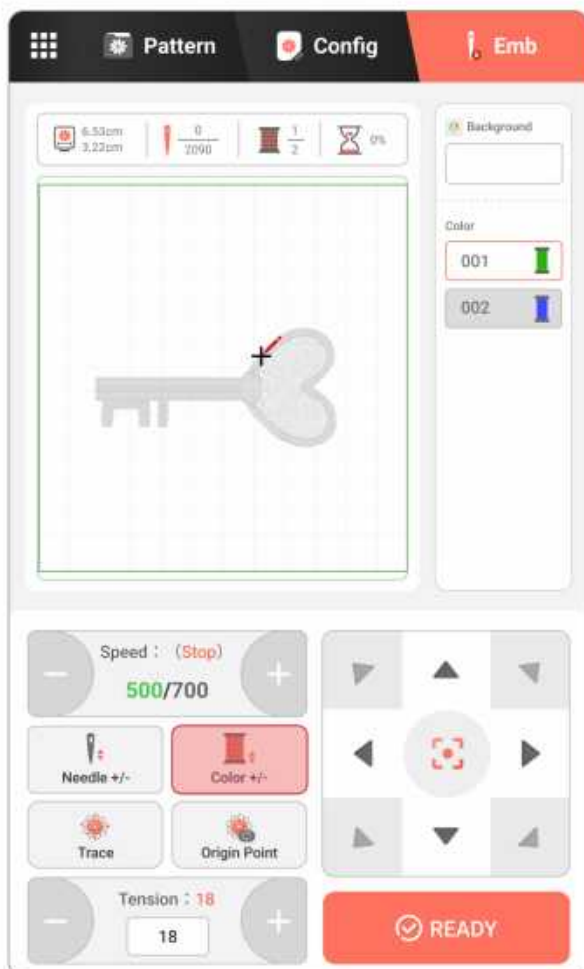 Pattern
Config
Emb
6.53cm
3.22cm
0
2090
1
2
0%
Background
Color
001
002
Speed : (Stop)
500/700
Needle +/-
Color +/-
Trace
Origin Point
Tension : 18
18
READY